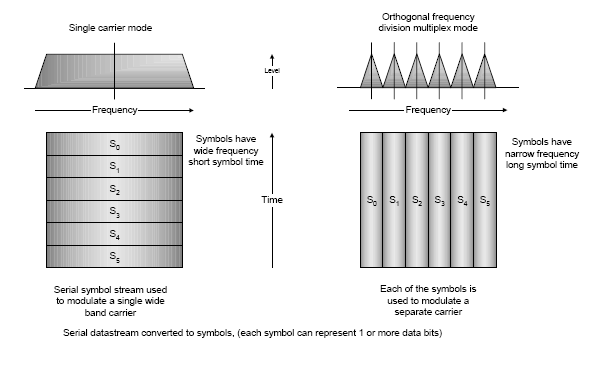 Single carrier mode
Orthogonal frequency
division multiplex mode
Level
Frequency
Frequency
S0
S1
S2
S3
S4
S5
Symbols have
wide frequency
short symbol time
Time
S0 S1 S2 S3 S4 S5
Symbols have
narrow frequency
long symbol time
Serial symbol stream used
to modulate a single wide
band carrier
Each of the symbols is
used to modulate a
separate carrier
Serial datastream converted to symbols, (each symbol can represent 1 or more data bits)